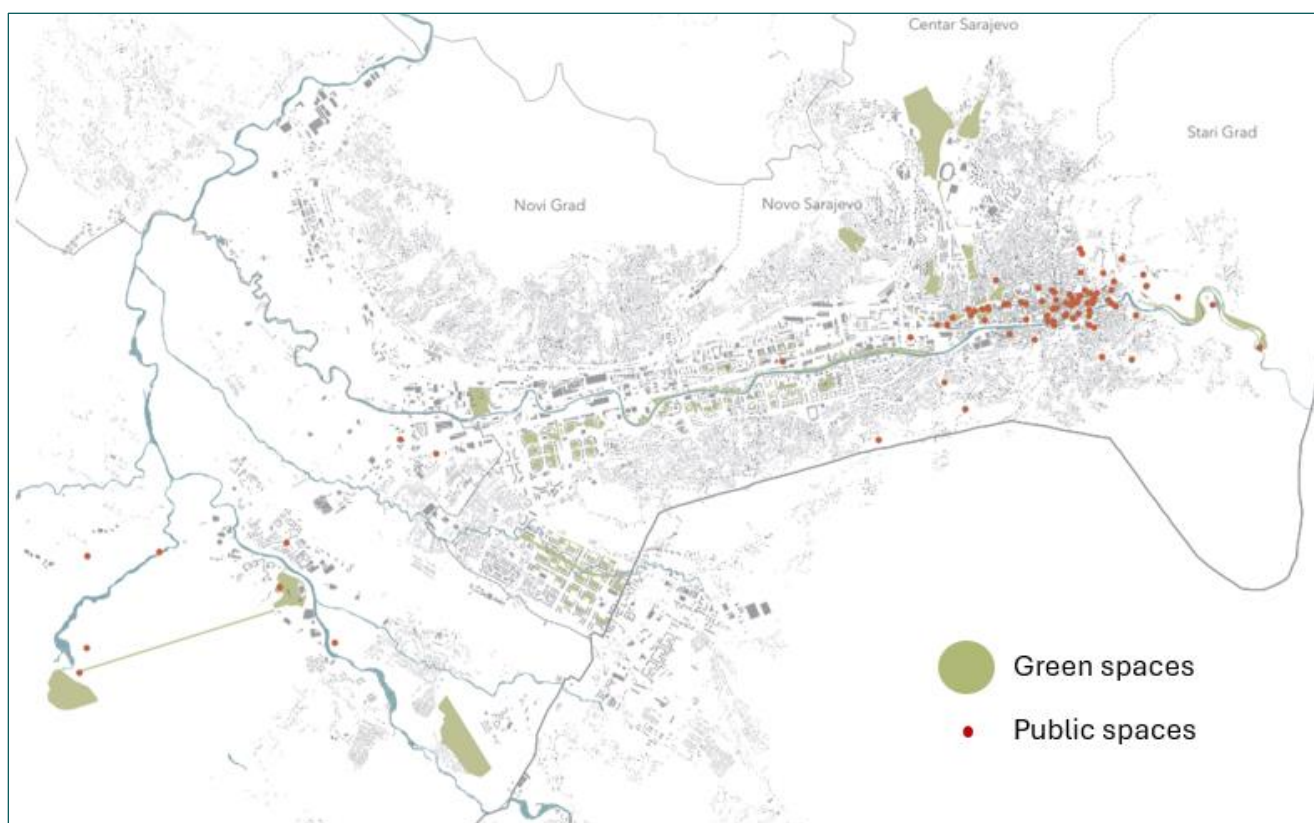 Centar Sarajevo
Stari Grad
Novi Grad
Novo Sarajevo
Green spaces
Public spaces